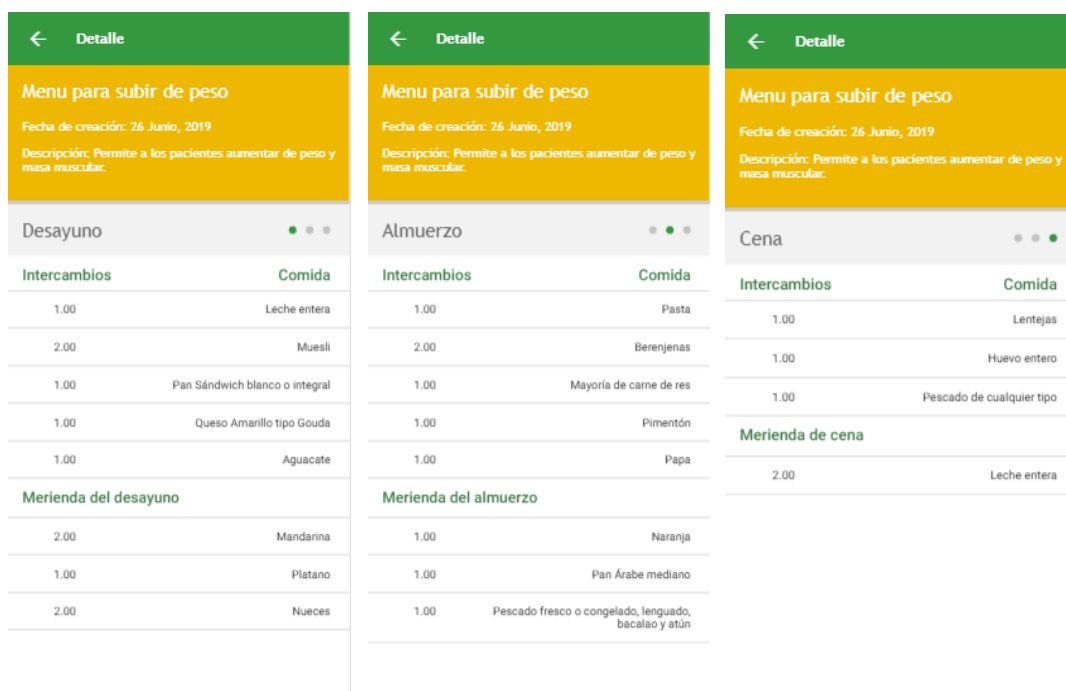 Detalle
Menu para subir de peso
Fecha de creación: 26 Junio, 2019
Descripción: Permite a los pacientes aumentar de peso y
masa muscular.
Desayuno
Intercambios Comida
1.00 Leche entera
2.00 Muesli
1.00 Pan Sándwich blanco o integral
1.00 Queso Amarillo tipo Gouda
1.00 Aguacate
Merienda del desayuno
2.00 Mandarina
1.00 Platano
2.00 Nueces
Detalle
Menu para subir de peso
Fecha de creación: 26 Junio, 2019
Descripción: Permite a los pacientes aumentar de peso y
masa muscular.
Almuerzo
Intercambios Comida
1.00 Pasta
2.00 Berenjenas
1.00 Mayoría de carne de res
1.00 Pimentón
1.00 Papa
Merienda del almuerzo
1.00 Naranja
1.00 Pan Árabe mediano
1.00 Pescado fresco o congelado, lenguado,
bacalao y atún
Detalle
Menu para subir de peso
Fecha de creación: 26 Junio, 2019
Descripción: Permite a los pacientes aumentar de peso y
masa muscular.
Cena
Intercambios Comida
1.00 Lentejas
1.00 Huevo entero
1.00 Pescado de cualquier tipo
Merienda de cena
2.00 Leche entera